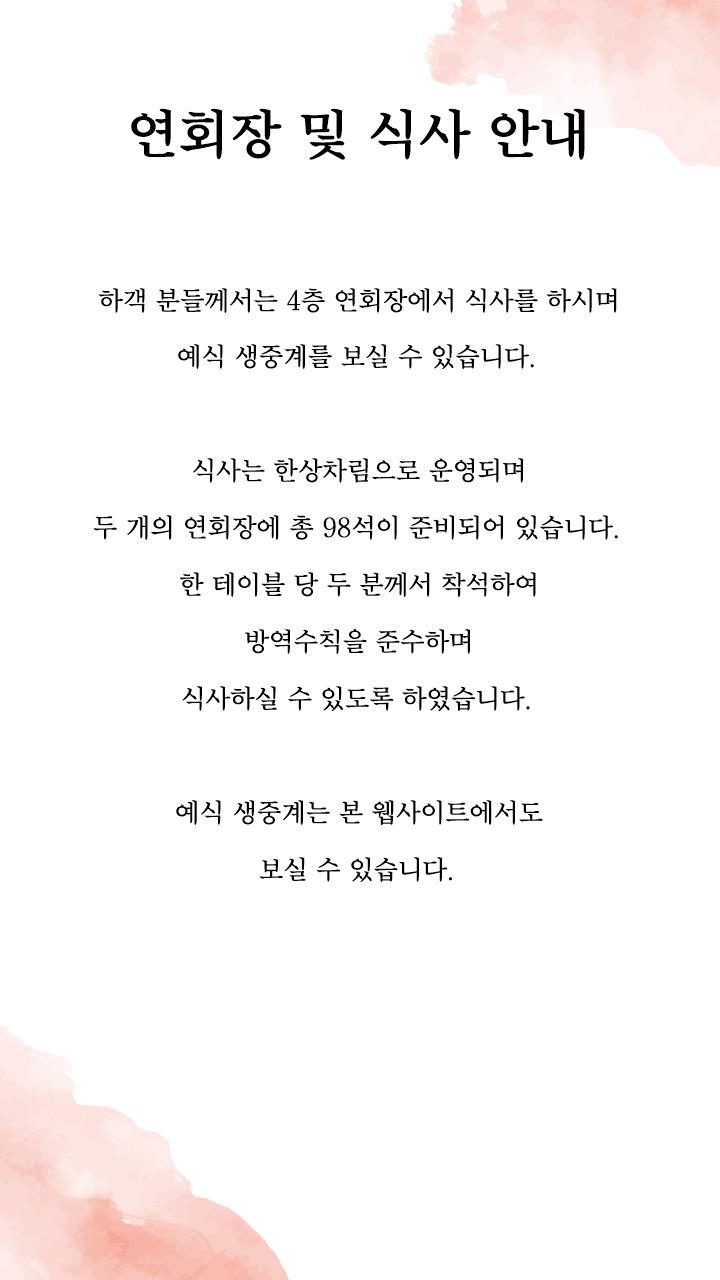 연회장 및 식사 안내
하객 분들께서는 4층 연회장에서 식사를 하시며
예식 생중계를 보실 수 있습니다.
식사는 한상차림으로 운영되며
두 개의 연회장에 총 98석이 준비되어 있습니다.
한 테이블 당 두 분께서 착석하여
방역수칙을 준수하며
식사하실 수 있도록 하였습니다.
예식 생중계는 본 웹사이트에서도
보실 수 있습니다.